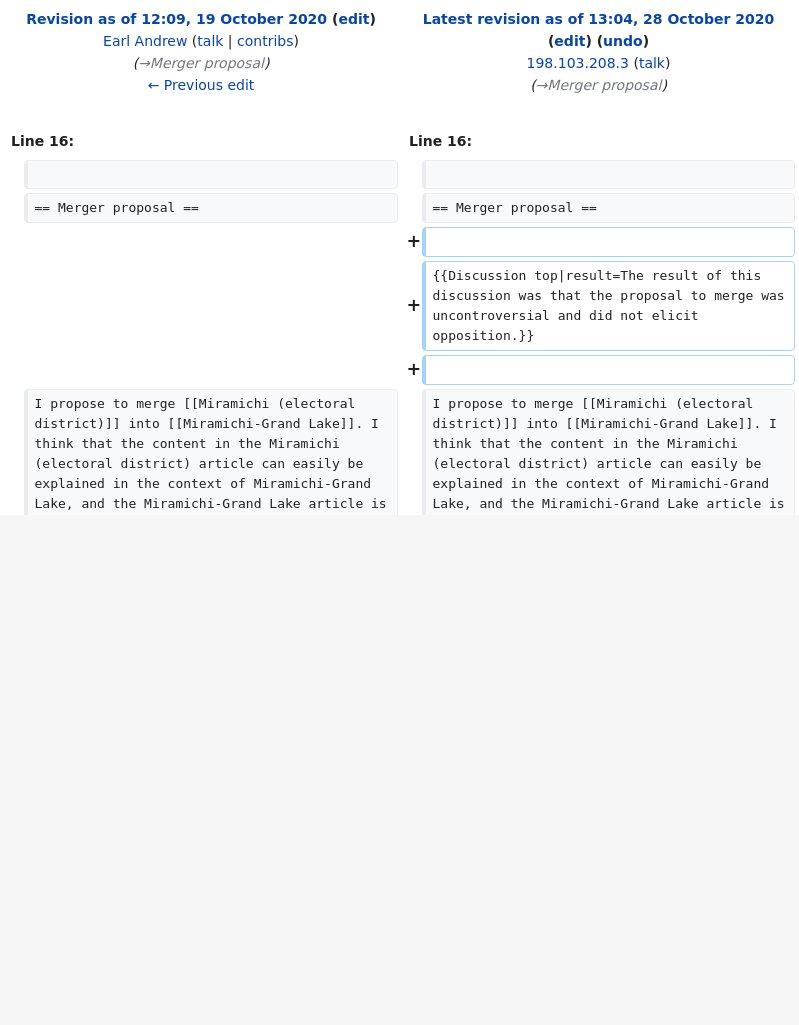 Revision as of 12:09, 19 October 2020 (edit)
Earl Andrew (talk | contribs)
(→Merger proposal)
← Previous edit
Latest revision as of 13:04, 28 October 2020
(edit) (undo)
198.103.208.3 (talk)
(→Merger proposal)
Line 16:
Line 16:
== Merger proposal ==
== Merger proposal ==
+
+
{{Discussion top|result=The result of this
discussion was that the proposal to merge was
uncontroversial and did not elicit
opposition.}}
+
I propose to merge [[Miramichi (electoral
district)]] into [[Miramichi-Grand Lake]]. I
think that the content in the Miramichi
(electoral district) article can easily be
explained in the context of Miramichi-Grand
Lake, and the Miramichi-Grand Lake article is
I propose to merge [[Miramichi (electoral
district)]] into [[Miramichi-Grand Lake]]. I
think that the content in the Miramichi
(electoral district) article can easily be
explained in the context of Miramichi-Grand
Lake, and the Miramichi-Grand Lake article is